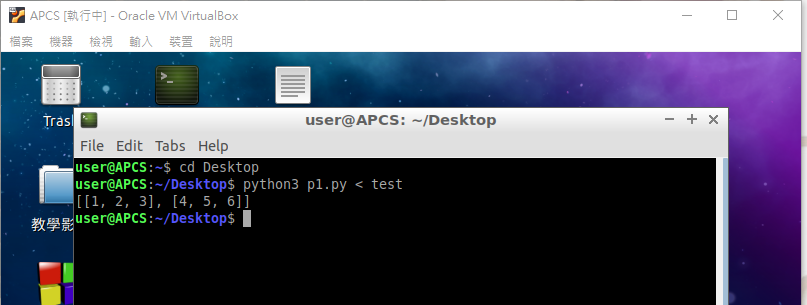 APCS [執行中] - Oracle VM VirtualBox
檔案 機器 檢視 輸入 裝置 說明
Tras
user@APCS: ~/Desktop
File Edit Tabs Help
user@APCS:~$ cd Desktop
user@APCS:~/Desktop$ python3 p1.py < test
[[1, 2, 3], [4, 5, 6]]
user@APCS:~/Desktop$
教學影